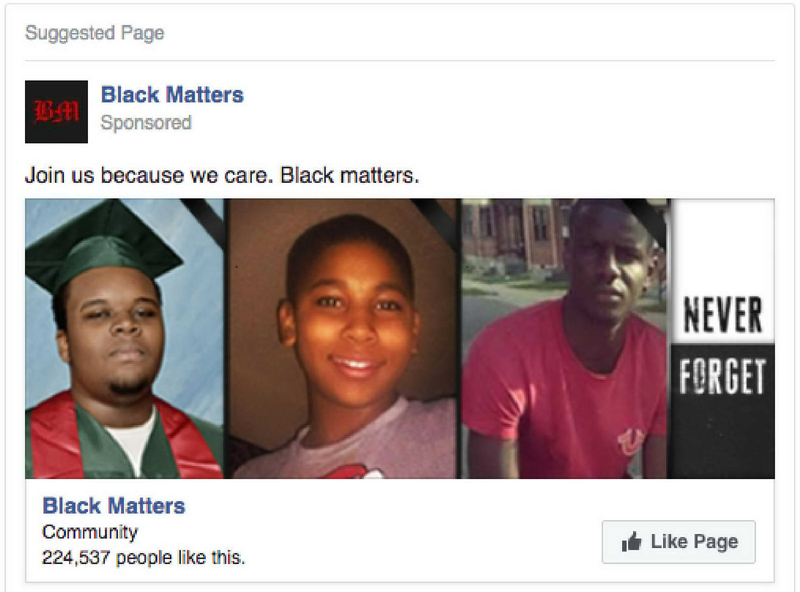 Suggested Page
BM
Black Matters
Sponsored
Join us because we care. Black matters.
NEVER
FORGET
Black Matters
Community
224,537 people like this.
Like Page